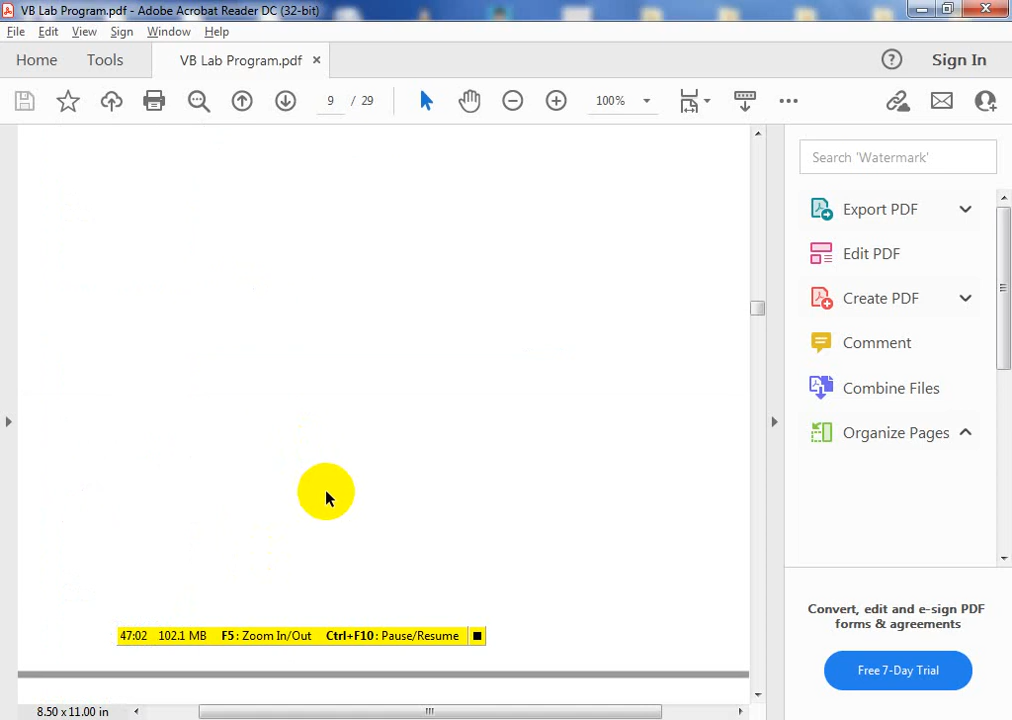 VB Lab Program.pdf - Adobe Acrobat Reader DC (32-bit)
File Edit View Sign Window Help
Home Tools VB Lab Program.pdf × Sign In
9 / 29 100%
Search 'Watermark'
Export PDF
Edit PDF
Create PDF
Comment
Combine Files
Organize Pages
Convert, edit and e-sign PDF
forms & agreements
Free 7-Day Trial
47:02 102.1 MB F5: Zoom In/Out Ctrl+F10: Pause/Resume
8.50 x 11.00 in